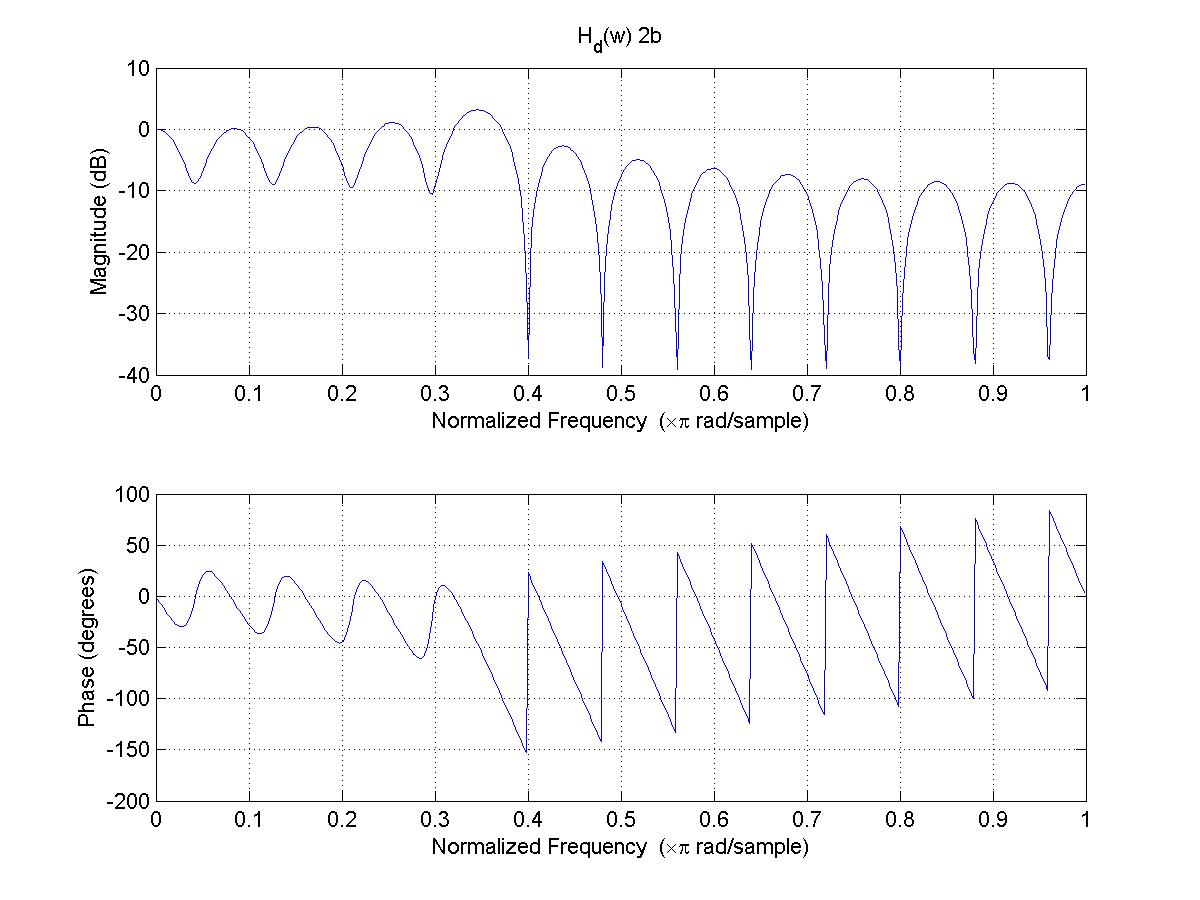 H_d(w) 2b
10
0
-10
-20
-30
-40
Magnitude (dB)
0 0.1 0.2 0.3 0.4 0.5 0.6 0.7 0.8 0.9 1
Normalized Frequency (×π rad/sample)
100
50
0
-50
-100
-150
-200
Phase (degrees)
0 0.1 0.2 0.3 0.4 0.5 0.6 0.7 0.8 0.9 1
Normalized Frequency (×π rad/sample)